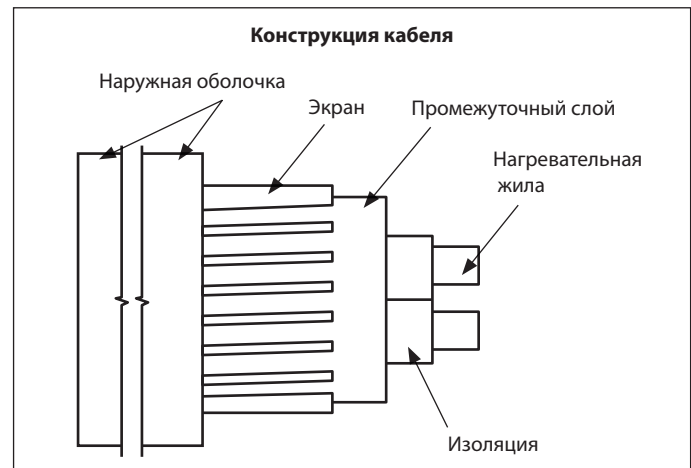 Конструкция кабеля
Наружная оболочка
Экран
Промежуточный слой
Нагревательная
жила
Изоляция